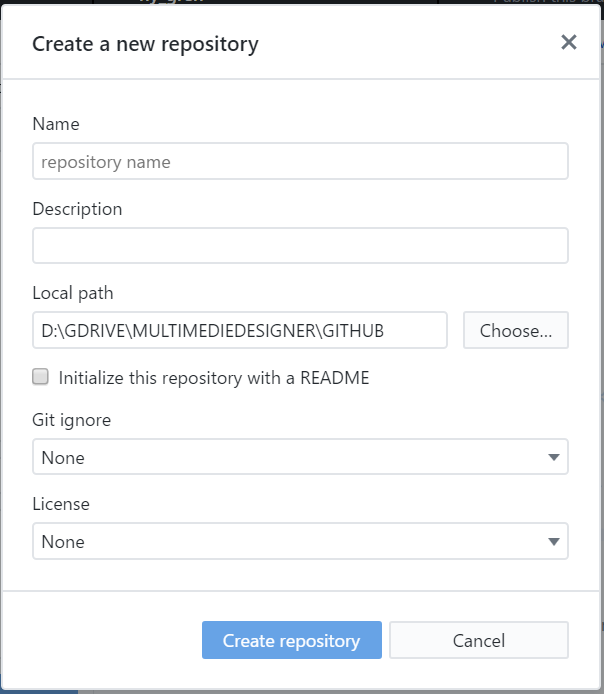 Create a new repository
Name
repository name
Description
Local path
D:\GDRIVE\MULTIMEDIEDESIGNER\GITHUB
Choose...
Initialize this repository with a README
Git ignore
None
License
None
Create repository
Cancel